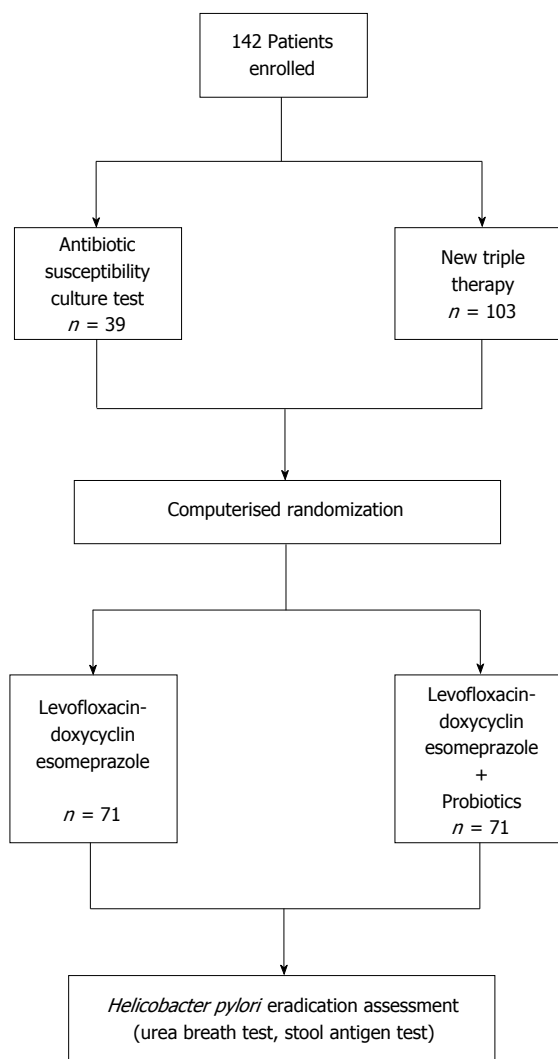 142 Patients
enrolled
Antibiotic
susceptibility
culture test
n = 39
New triple
therapy
n = 103
Computerised randomization
Levofloxacin-
doxycyclin
esomeprazole
n = 71
Levofloxacin-
doxycyclin
esomeprazole
+
Probiotics
n = 71
Helicobacter pylori eradication assessment
(urea breath test, stool antigen test)